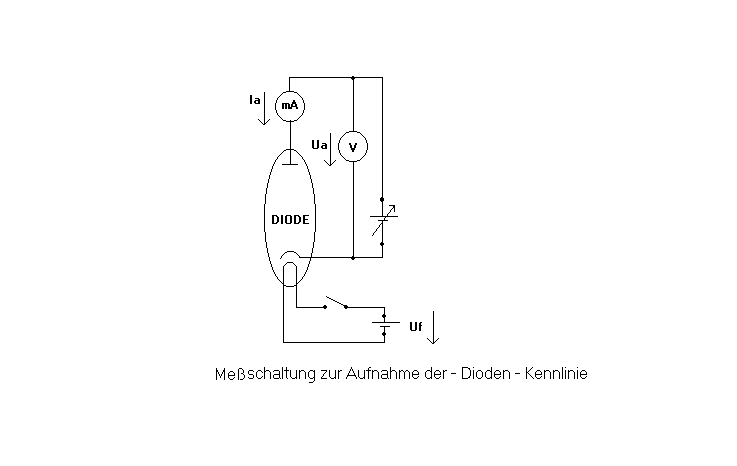 Ia
mA
Ua
V
DIODE
Uf
Meßschaltung zur Aufnahme der - Dioden - Kennlinie